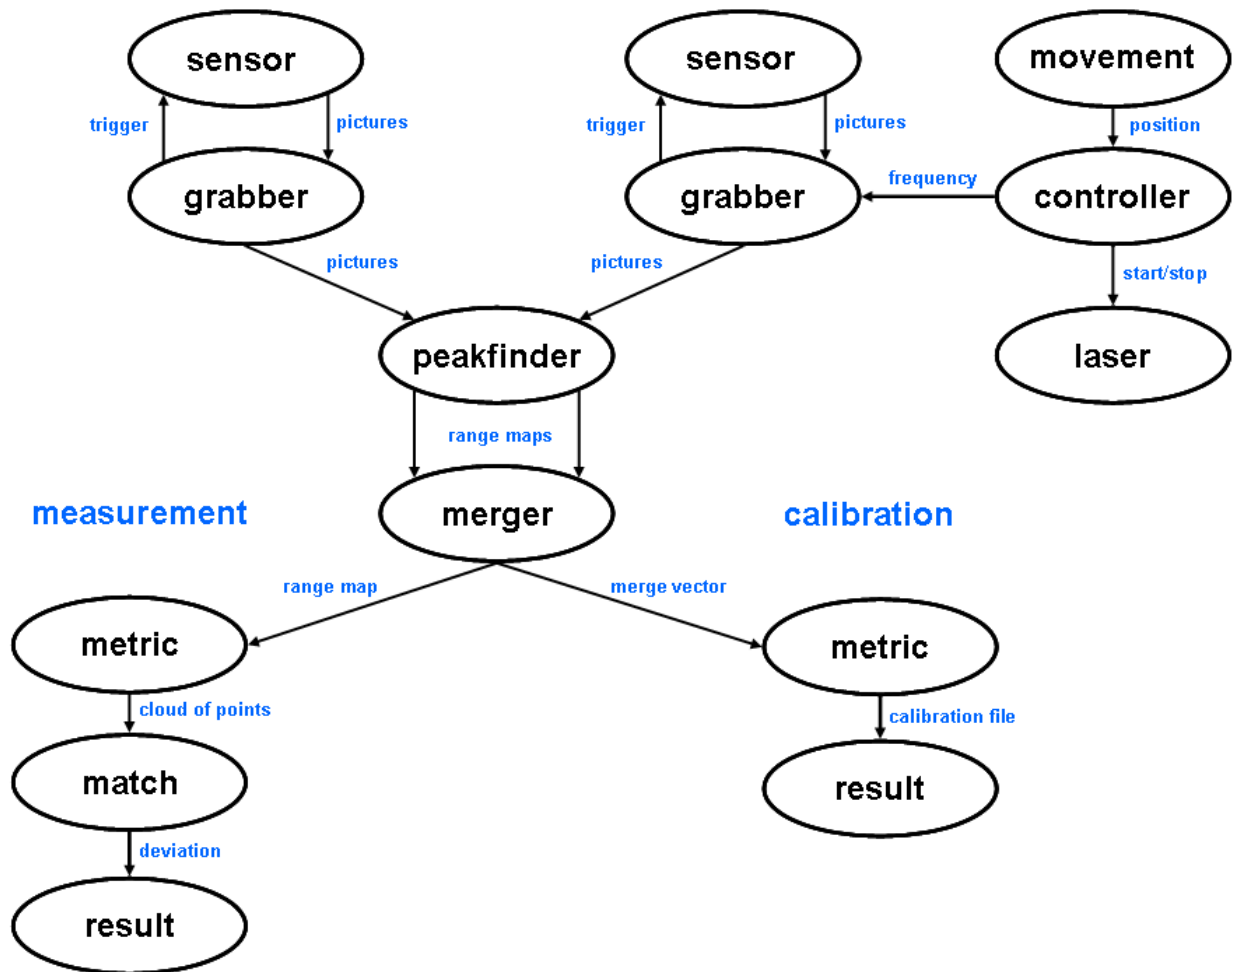 sensor
sensor
movement
trigger
pictures
trigger
pictures
position
grabber
grabber
frequency
controller
pictures
pictures
start/stop
peakfinder
laser
range maps
measurement
merger
calibration
range map
merge vector
metric
metric
cloud of points
calibration file
match
result
deviation
result